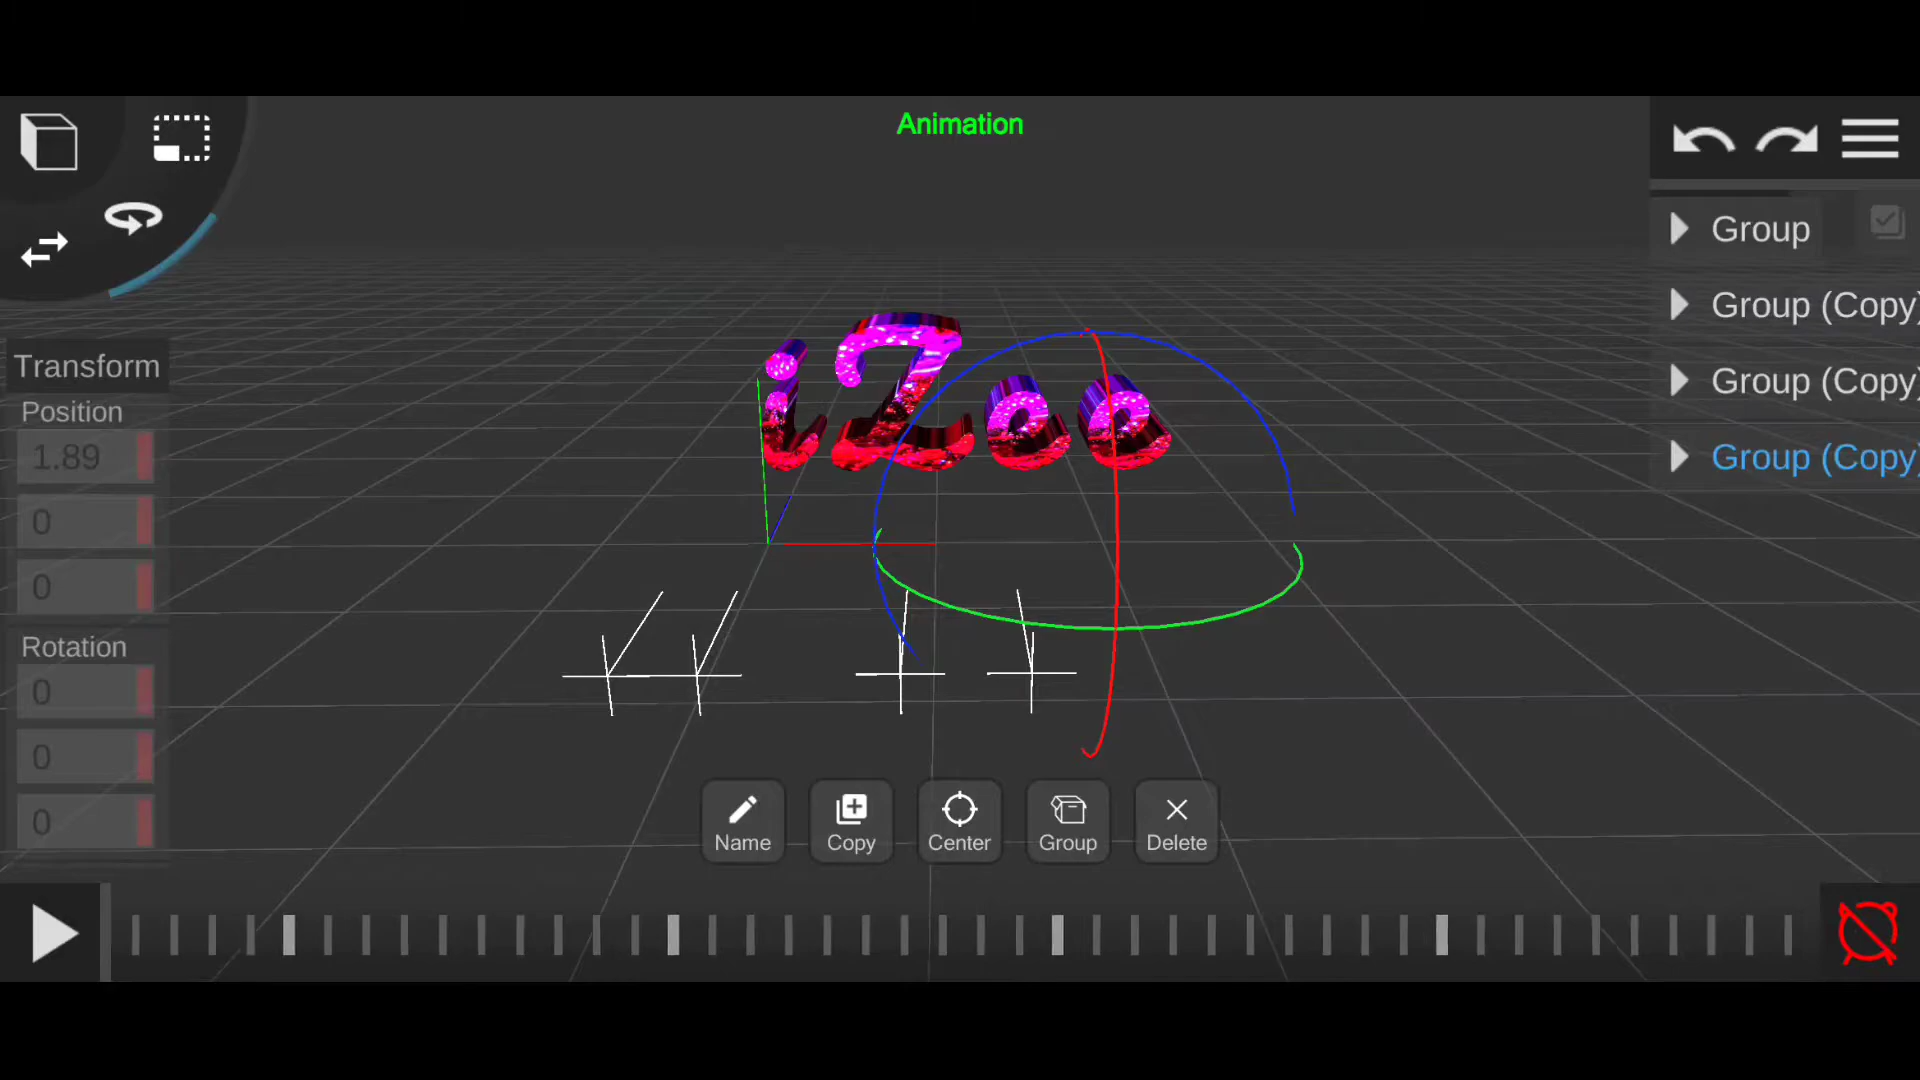 Animation
Group
Group (Copy)
Group (Copy)
Group (Copy)
Transform
Position
1.89
0
0
Rotation
0
0
0
iZee
Name
Copy
Center
Group
Delete